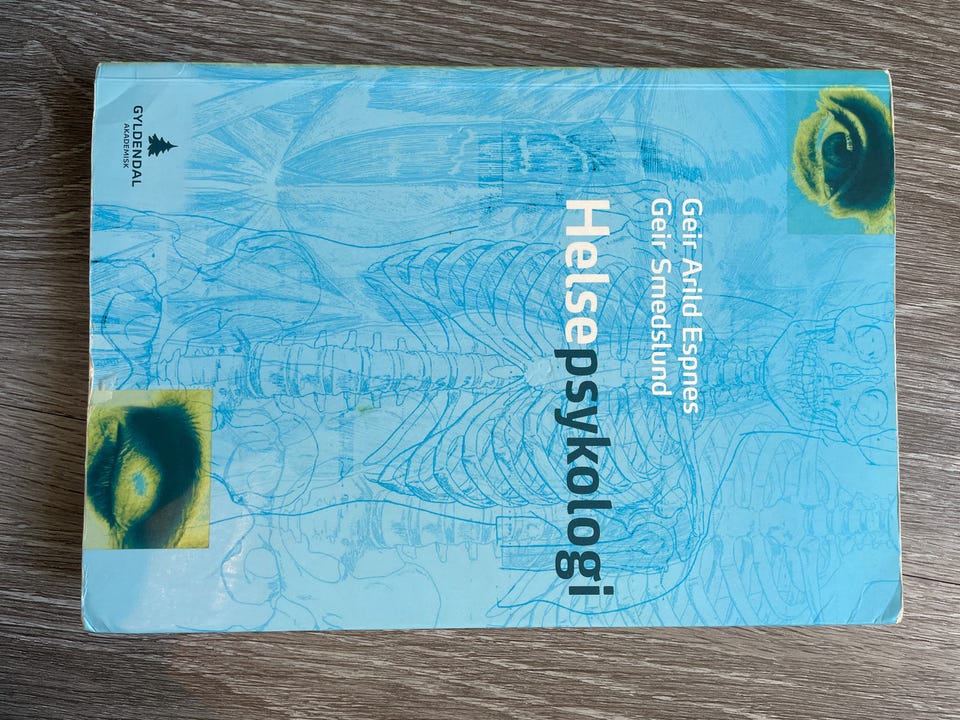 Geir Arild Espnes
Geir Smedslund
Helsepsykologi
GYLDENDAL
AKADEMISK